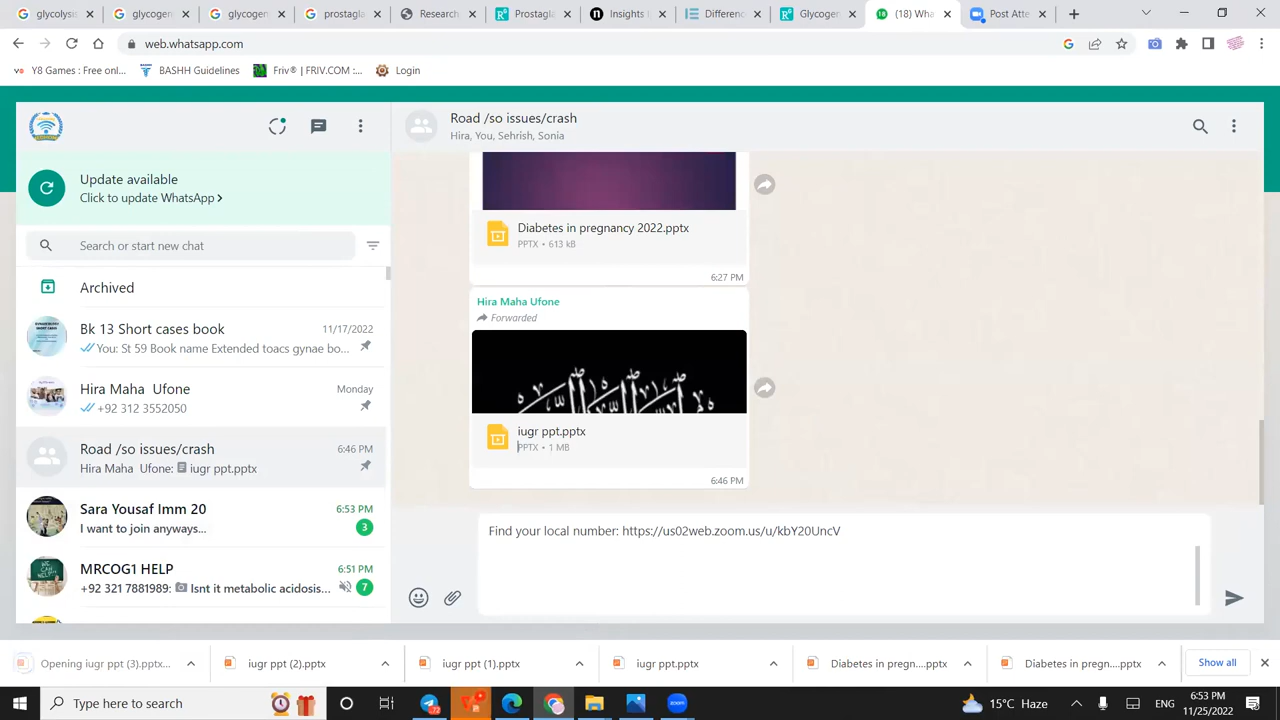 glycolysis
glycogen
glycogen
prostagla
Research
Prostagla
Insights
Differenc
Glycogen
(18) Wha
Post Atte
web.whatsapp.com
Y8 Games : Free onl...
BASHH Guidelines
Friv® | FRIV.COM :...
Login
Update available
Click to update WhatsApp
Search or start new chat
Archived
Bk 13 Short cases book
11/17/2022
You: St 59 Book name Extended toacs gynae bo...
Hira Maha Ufone
Monday
+92 312 3552050
Road /so issues/crash
6:46 PM
Hira Maha Ufone: iugr ppt.pptx
Sara Yousaf Imm 20
6:53 PM
I want to join anyways...
3
MRCOG1 HELP
6:51 PM
+92 321 7881989: Isnt it metabolic acidosis...
7
Road /so issues/crash
Hira, You, Sehrish, Sonia
Diabetes in pregnancy 2022.pptx
PPTX • 613 kB
6:27 PM
Hira Maha Ufone
Forwarded
iugr ppt.pptx
PPTX • 1 MB
6:46 PM
Find your local number: https://us02web.zoom.us/u/kbY20UncV
Opening iugr ppt (3).pptx...
iugr ppt (2).pptx
iugr ppt (1).pptx
iugr ppt.pptx
Diabetes in pregn....pptx
Diabetes in pregn....pptx
Show all
Type here to search
15°C Haze
ENG
6:53 PM
11/25/2022